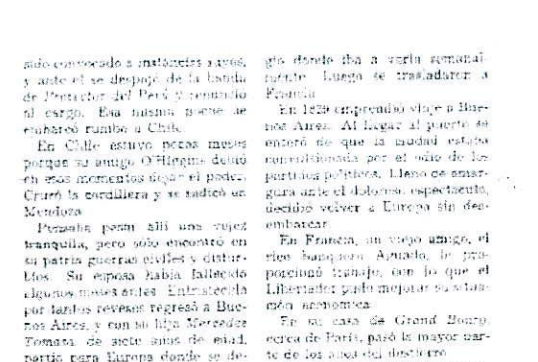 sido convocado a instancias suyas,
y ante él se despojó de la banda
de Protector del Perú y renunció
al cargo. Esa misma noche se
embarcó rumbo a Chile.
En Chile estuvo pocos meses
porque su amigo O'Higgins debió
en esos momentos dejar el poder.
Cruzó la cordillera y se radicó en
Mendoza.
Pensaba pasar allí una vejez
tranquila, pero sólo encontró en
su patria guerras civiles y distur-
bios. Su esposa había fallecido
algunos meses antes. Entristecido
por tantos reveses regresó a Bue-
nos Aires, y con su hija Mercedes
Tomasa, de siete años de edad,
partió para Europa donde se de-
gio donde iba a verla semanal-
mente. Luego se trasladaron a
Francia.
En 1829 emprendió viaje a Bue-
nos Aires. Al llegar al puerto se
enteró de que la ciudad estaba
convulsionada por el odio de los
partidos políticos. Lleno de amar-
gura ante el doloroso espectáculo,
decidió volver a Europa sin des-
embarcar.
En Francia, un viejo amigo, el
rico banquero Aguado, le pro-
porcionó trabajo, con lo que el
Libertador pudo mejorar su situa-
ción económica.
En su casa de Grand Bourg,
cerca de París, pasó la mayor par-
te de los años del destierro